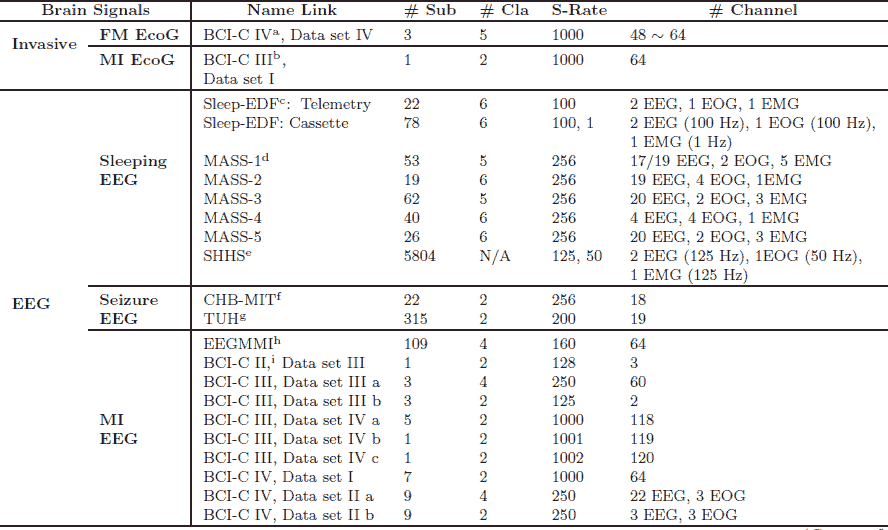 Brain Signals Name Link # Sub # Cla S-Rate # Channel
Invasive FM EcoG BCI-C IVᵃ, Data set IV 3 5 1000 48 ∼ 64
MI EcoG BCI-C IIIᵇ, 1 2 1000 64
Data set I
Sleep-EDFᶜ: Telemetry 22 6 100 2 EEG, 1 EOG, 1 EMG
Sleep-EDF: Cassette 78 6 100, 1 2 EEG (100 Hz), 1 EOG (100 Hz),
1 EMG (1 Hz)
Sleeping MASS-1ᵈ 53 5 256 17/19 EEG, 2 EOG, 5 EMG
EEG MASS-2 19 6 256 19 EEG, 4 EOG, 1EMG
MASS-3 62 5 256 20 EEG, 2 EOG, 3 EMG
MASS-4 40 6 256 4 EEG, 4 EOG, 1 EMG
MASS-5 26 6 256 20 EEG, 2 EOG, 3 EMG
SHHSᵉ 5804 N/A 125, 50 2 EEG (125 Hz), 1EOG (50 Hz),
1 EMG (125 Hz)
EEG Seizure CHB-MITᶠ 22 2 256 18
EEG TUHᵍ 315 2 200 19
EEGMMIʰ 109 4 160 64
BCI-C II,ⁱ Data set III 1 2 128 3
BCI-C III, Data set III a 3 4 250 60
BCI-C III, Data set III b 3 2 125 2
MI BCI-C III, Data set IV a 5 2 1000 118
EEG BCI-C III, Data set IV b 1 2 1001 119
BCI-C III, Data set IV c 1 2 1002 120
BCI-C IV, Data set I 7 2 1000 64
BCI-C IV, Data set II a 9 4 250 22 EEG, 3 EOG
BCI-C IV, Data set II b 9 2 250 3 EEG, 3 EOG